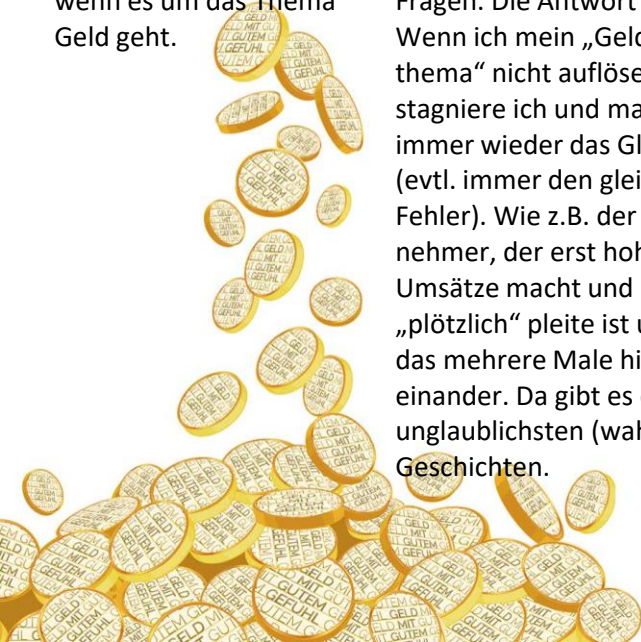 wenn es um das Thema
Geld geht.
Fragen. Die Antwort
Wenn ich mein „Geld
thema“ nicht auflöse
stagniere ich und ma
immer wieder das Gl
(evtl. immer den glei
Fehler). Wie z.B. der
nehmer, der erst hoh
Umsätze macht und
„plötzlich“ pleite ist u
das mehrere Male hi
einander. Da gibt es
unglaublichsten (wah
Geschichten.
GELD
MIT
GUTEM
GEFÜHL